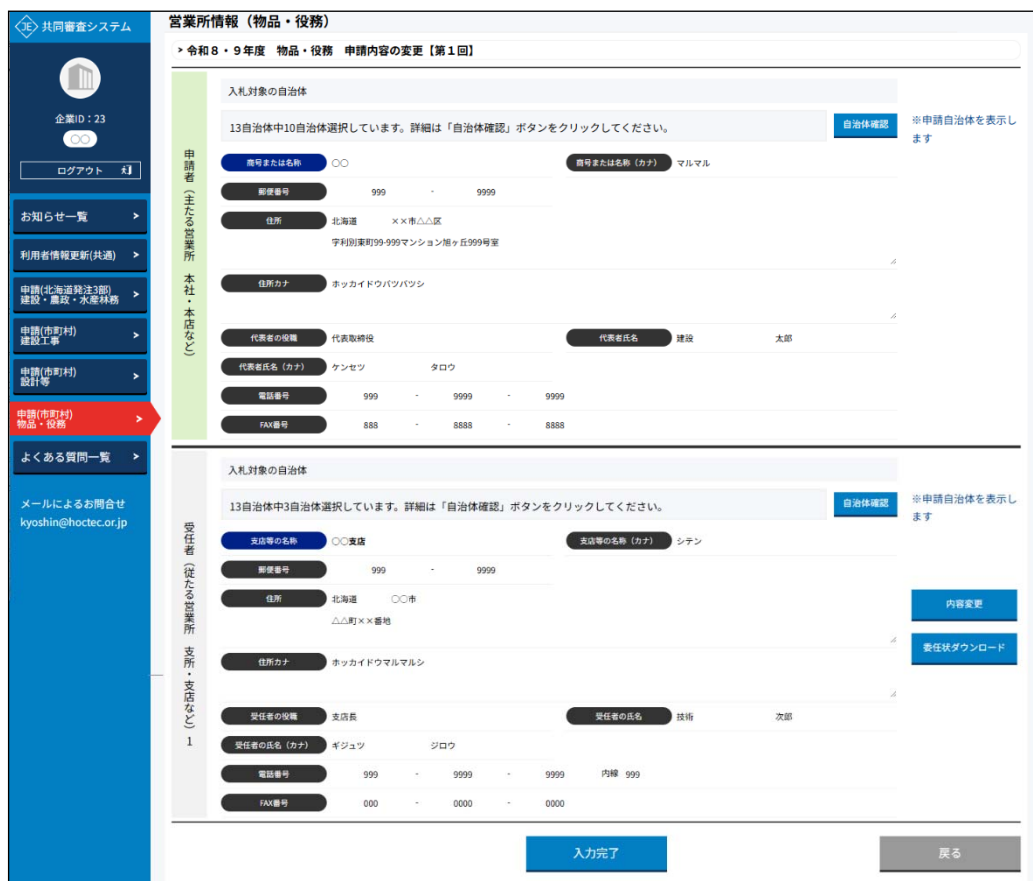 JE 共同審査システム
企業ID：23
○○
ログアウト
お知らせ一覧 >
利用者情報更新(共通) >
申請(北海道発注3部)
建設・農政・水産林務 >
申請(市町村)
建設工事 >
申請(市町村)
設計等 >
申請(市町村)
物品・役務 >
よくある質問一覧 >
メールによるお問合せ
kyoshin@hoctec.or.jp
営業所情報（物品・役務）
> 令和８・９年度 物品・役務 申請内容の変更【第１回】
申請者（主たる営業所 本社・本店など）
入札対象の自治体
13自治体中10自治体選択しています。詳細は「自治体確認」ボタンをクリックしてください。
自治体確認
※申請自治体を表示し
ます
商号または名称 ○○ 商号または名称（カナ） マルマル
郵便番号 999 - 9999
住所 北海道 ××市△△区
字利別東町99-999マンション旭ヶ丘999号室
住所カナ ホッカイドウバツバツシ
代表者の役職 代表取締役 代表者氏名 建設 太郎
代表者氏名（カナ） ケンセツ タロウ
電話番号 999 - 9999 - 9999
FAX番号 888 - 8888 - 8888
受任者（従たる営業所 支所・支店など）1
入札対象の自治体
13自治体中3自治体選択しています。詳細は「自治体確認」ボタンをクリックしてください。
自治体確認
※申請自治体を表示し
ます
支店等の名称 ○○支店 支店等の名称（カナ） シテン
郵便番号 999 - 9999
住所 北海道 ○○市
△△町××番地
内容変更
委任状ダウンロード
住所カナ ホッカイドウマルマルシ
受任者の役職 支店長 受任者の氏名 技術 次郎
受任者の氏名（カナ） ギジュツ ジロウ
電話番号 999 - 9999 - 9999 内線 999
FAX番号 000 - 0000 - 0000
入力完了
戻る